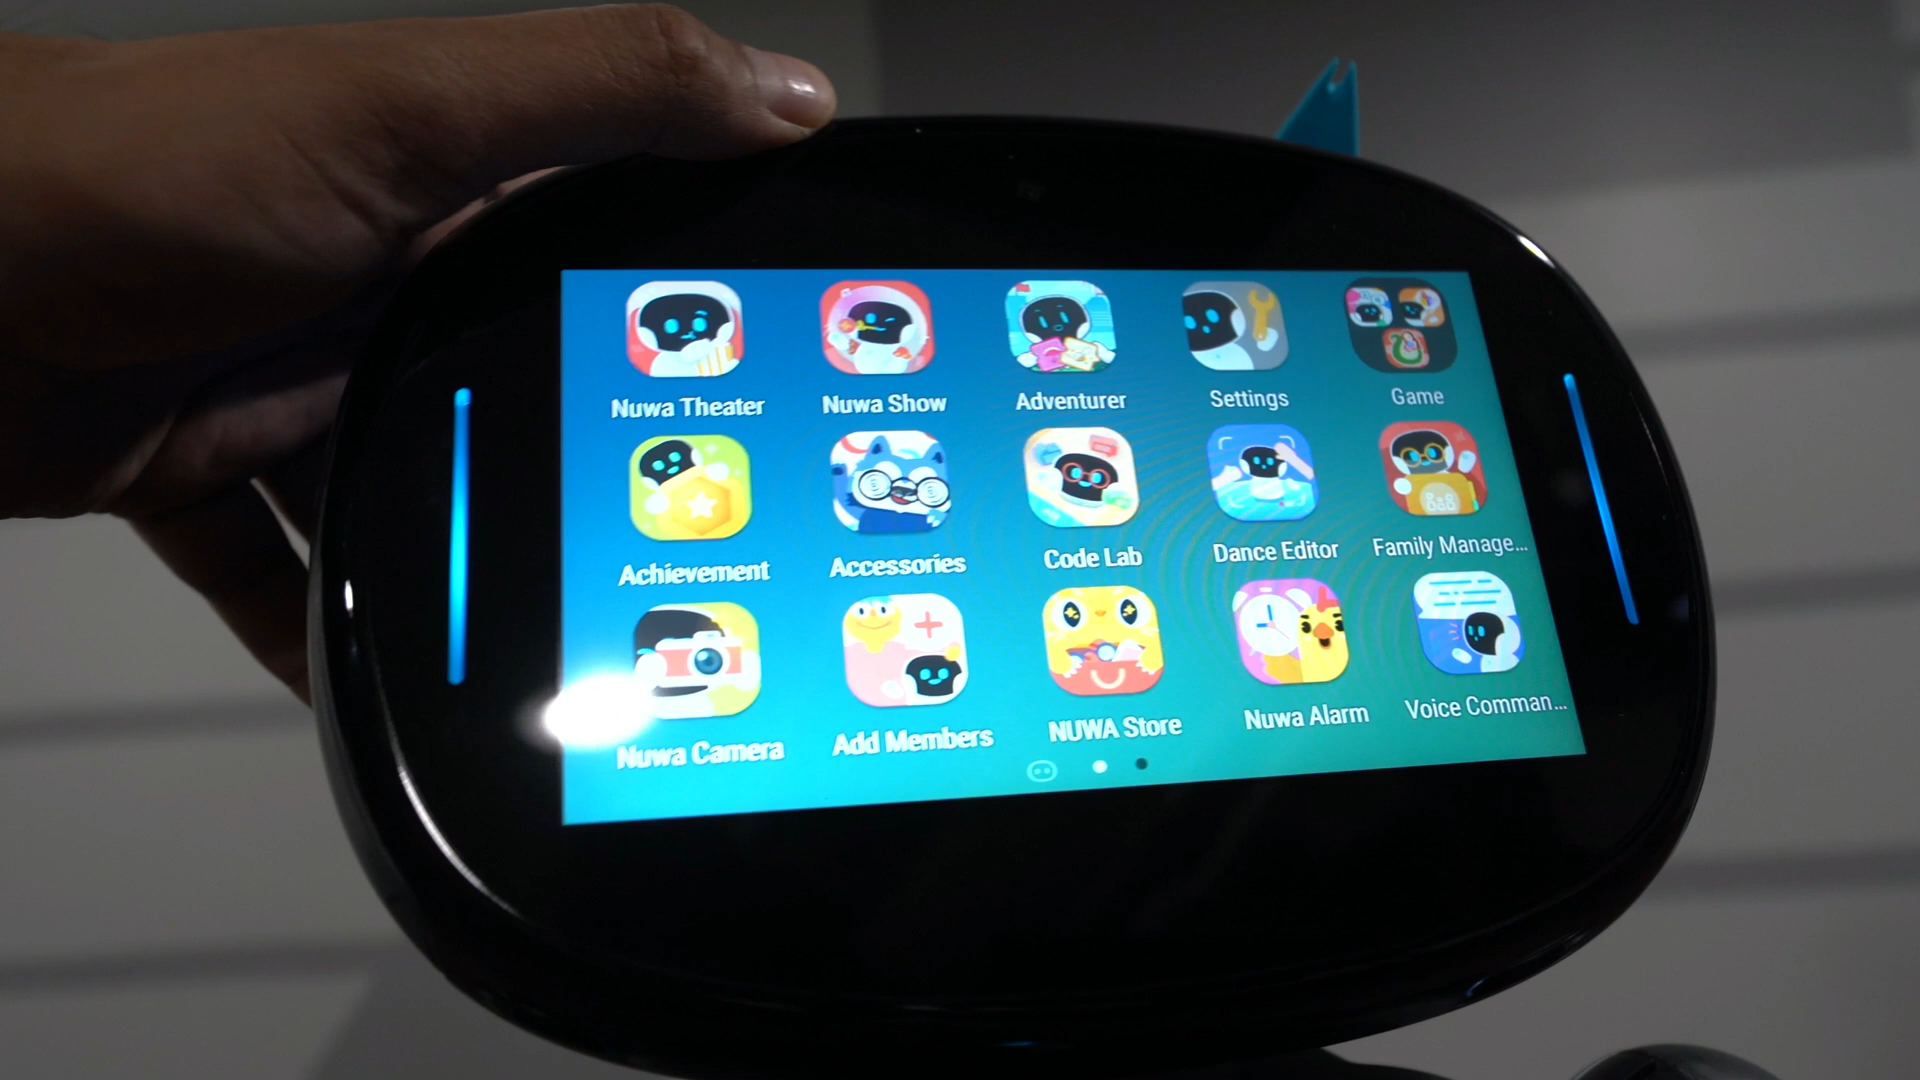 Nuwa Theater
Nuwa Show
Adventurer
Settings
Game
Achievement
Accessories
Code Lab
Dance Editor
Family Manage...
Nuwa Camera
Add Members
NUWA Store
Nuwa Alarm
Voice Comman...